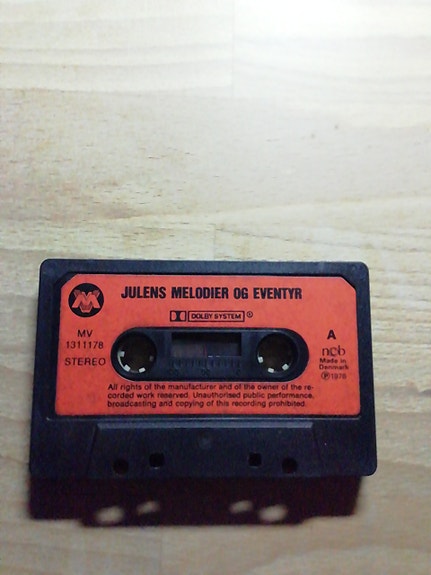 JULENS MELODIER OG EVENTYR
DOLBY SYSTEM ®
MV
1311178
STEREO
A
ncb
Made in
Denmark
Ⓟ1978
All rights of the manufacturer and of the owner of the re-
corded work reserved. Unauthorised public performance,
broadcasting and copying of this recording prohibited.